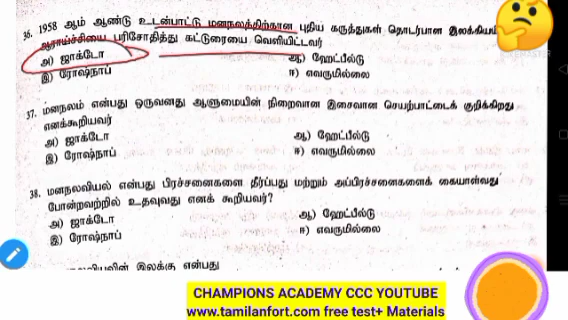 36. 1958 ஆம் ஆண்டு உடன்பாட்டு மனநலத்திற்கான புதிய கருத்துகள் தொடர்பான இலக்கியம்
ஆராய்ச்சியை பரிசோதித்து கட்டுரையை வெளியிட்டவர்
அ) ஜாக்டோ ஆ) ஹேட்பீல்டு
இ) ரோஷ்நாப் ஈ) எவருமில்லை
37. மனநலம் என்பது ஒருவனது ஆளுமையின் நிறைவான இசைவான செயற்பாட்டைக் குறிக்கிறது
எனக்கூறியவர்
அ) ஜாக்டோ ஆ) ஹேட்பீல்டு
இ) ரோஷ்நாப் ஈ) எவருமில்லை
38. மனநலவியல் என்பது பிரச்சனைகளை தீர்ப்பது மற்றும் அப்பிரச்சனைகளைக் கையாள்வது
போன்றவற்றில் உதவுவது எனக் கூறியவர்?
அ) ஜாக்டோ ஆ) ஹேட்பீல்டு
இ) ரோஷ்நாப் ஈ) எவருமில்லை
இலக்கு என்பது
CHAMPIONS ACADEMY CCC YOUTUBE
www.tamilanfort.com free test+ Materials